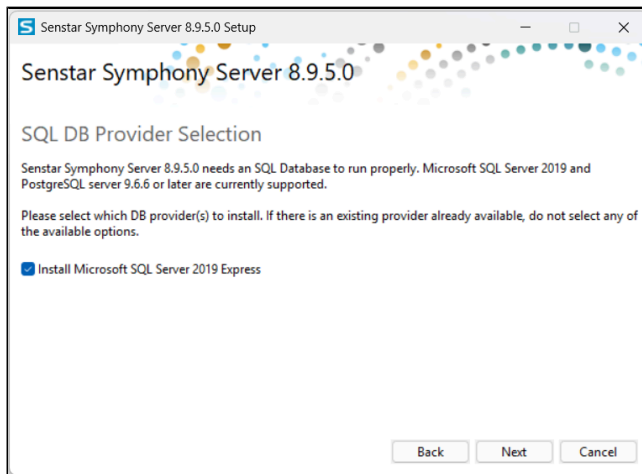 Senstar Symphony Server 8.9.5.0 Setup
Senstar Symphony Server 8.9.5.0
SQL DB Provider Selection
Senstar Symphony Server 8.9.5.0 needs an SQL Database to run properly. Microsoft SQL Server 2019 and
PostgreSQL server 9.6.6 or later are currently supported.
Please select which DB provider(s) to install. If there is an existing provider already available, do not select any of
the available options.
Install Microsoft SQL Server 2019 Express
Back Next Cancel